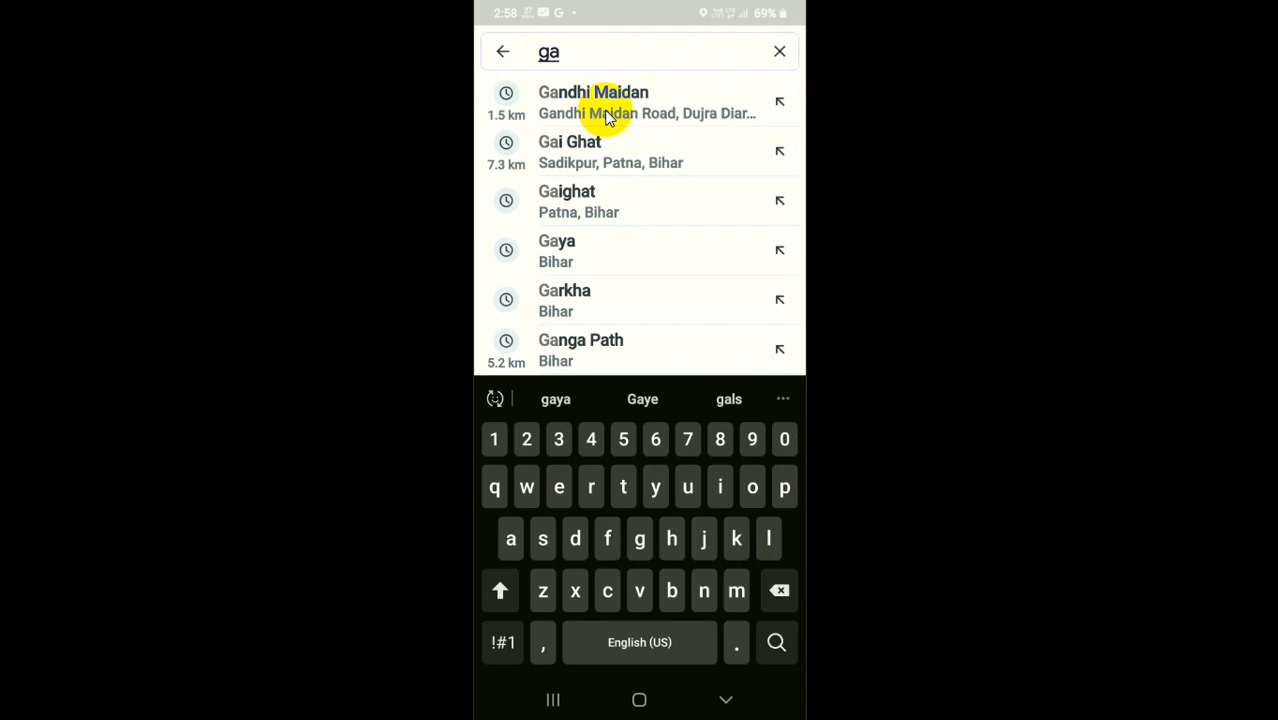 2:58 G 69%
ga
Gandhi Maidan
1.5 km Gandhi Maidan Road, Dujra Diar...
Gai Ghat
7.3 km Sadikpur, Patna, Bihar
Gaighat
Patna, Bihar
Gaya
Bihar
Garkha
Bihar
Ganga Path
5.2 km Bihar
gaya Gaye gals ...
1 2 3 4 5 6 7 8 9 0
q w e r t y u i o p
a s d f g h j k l
z x c v b n m
!#1 , English (US) .